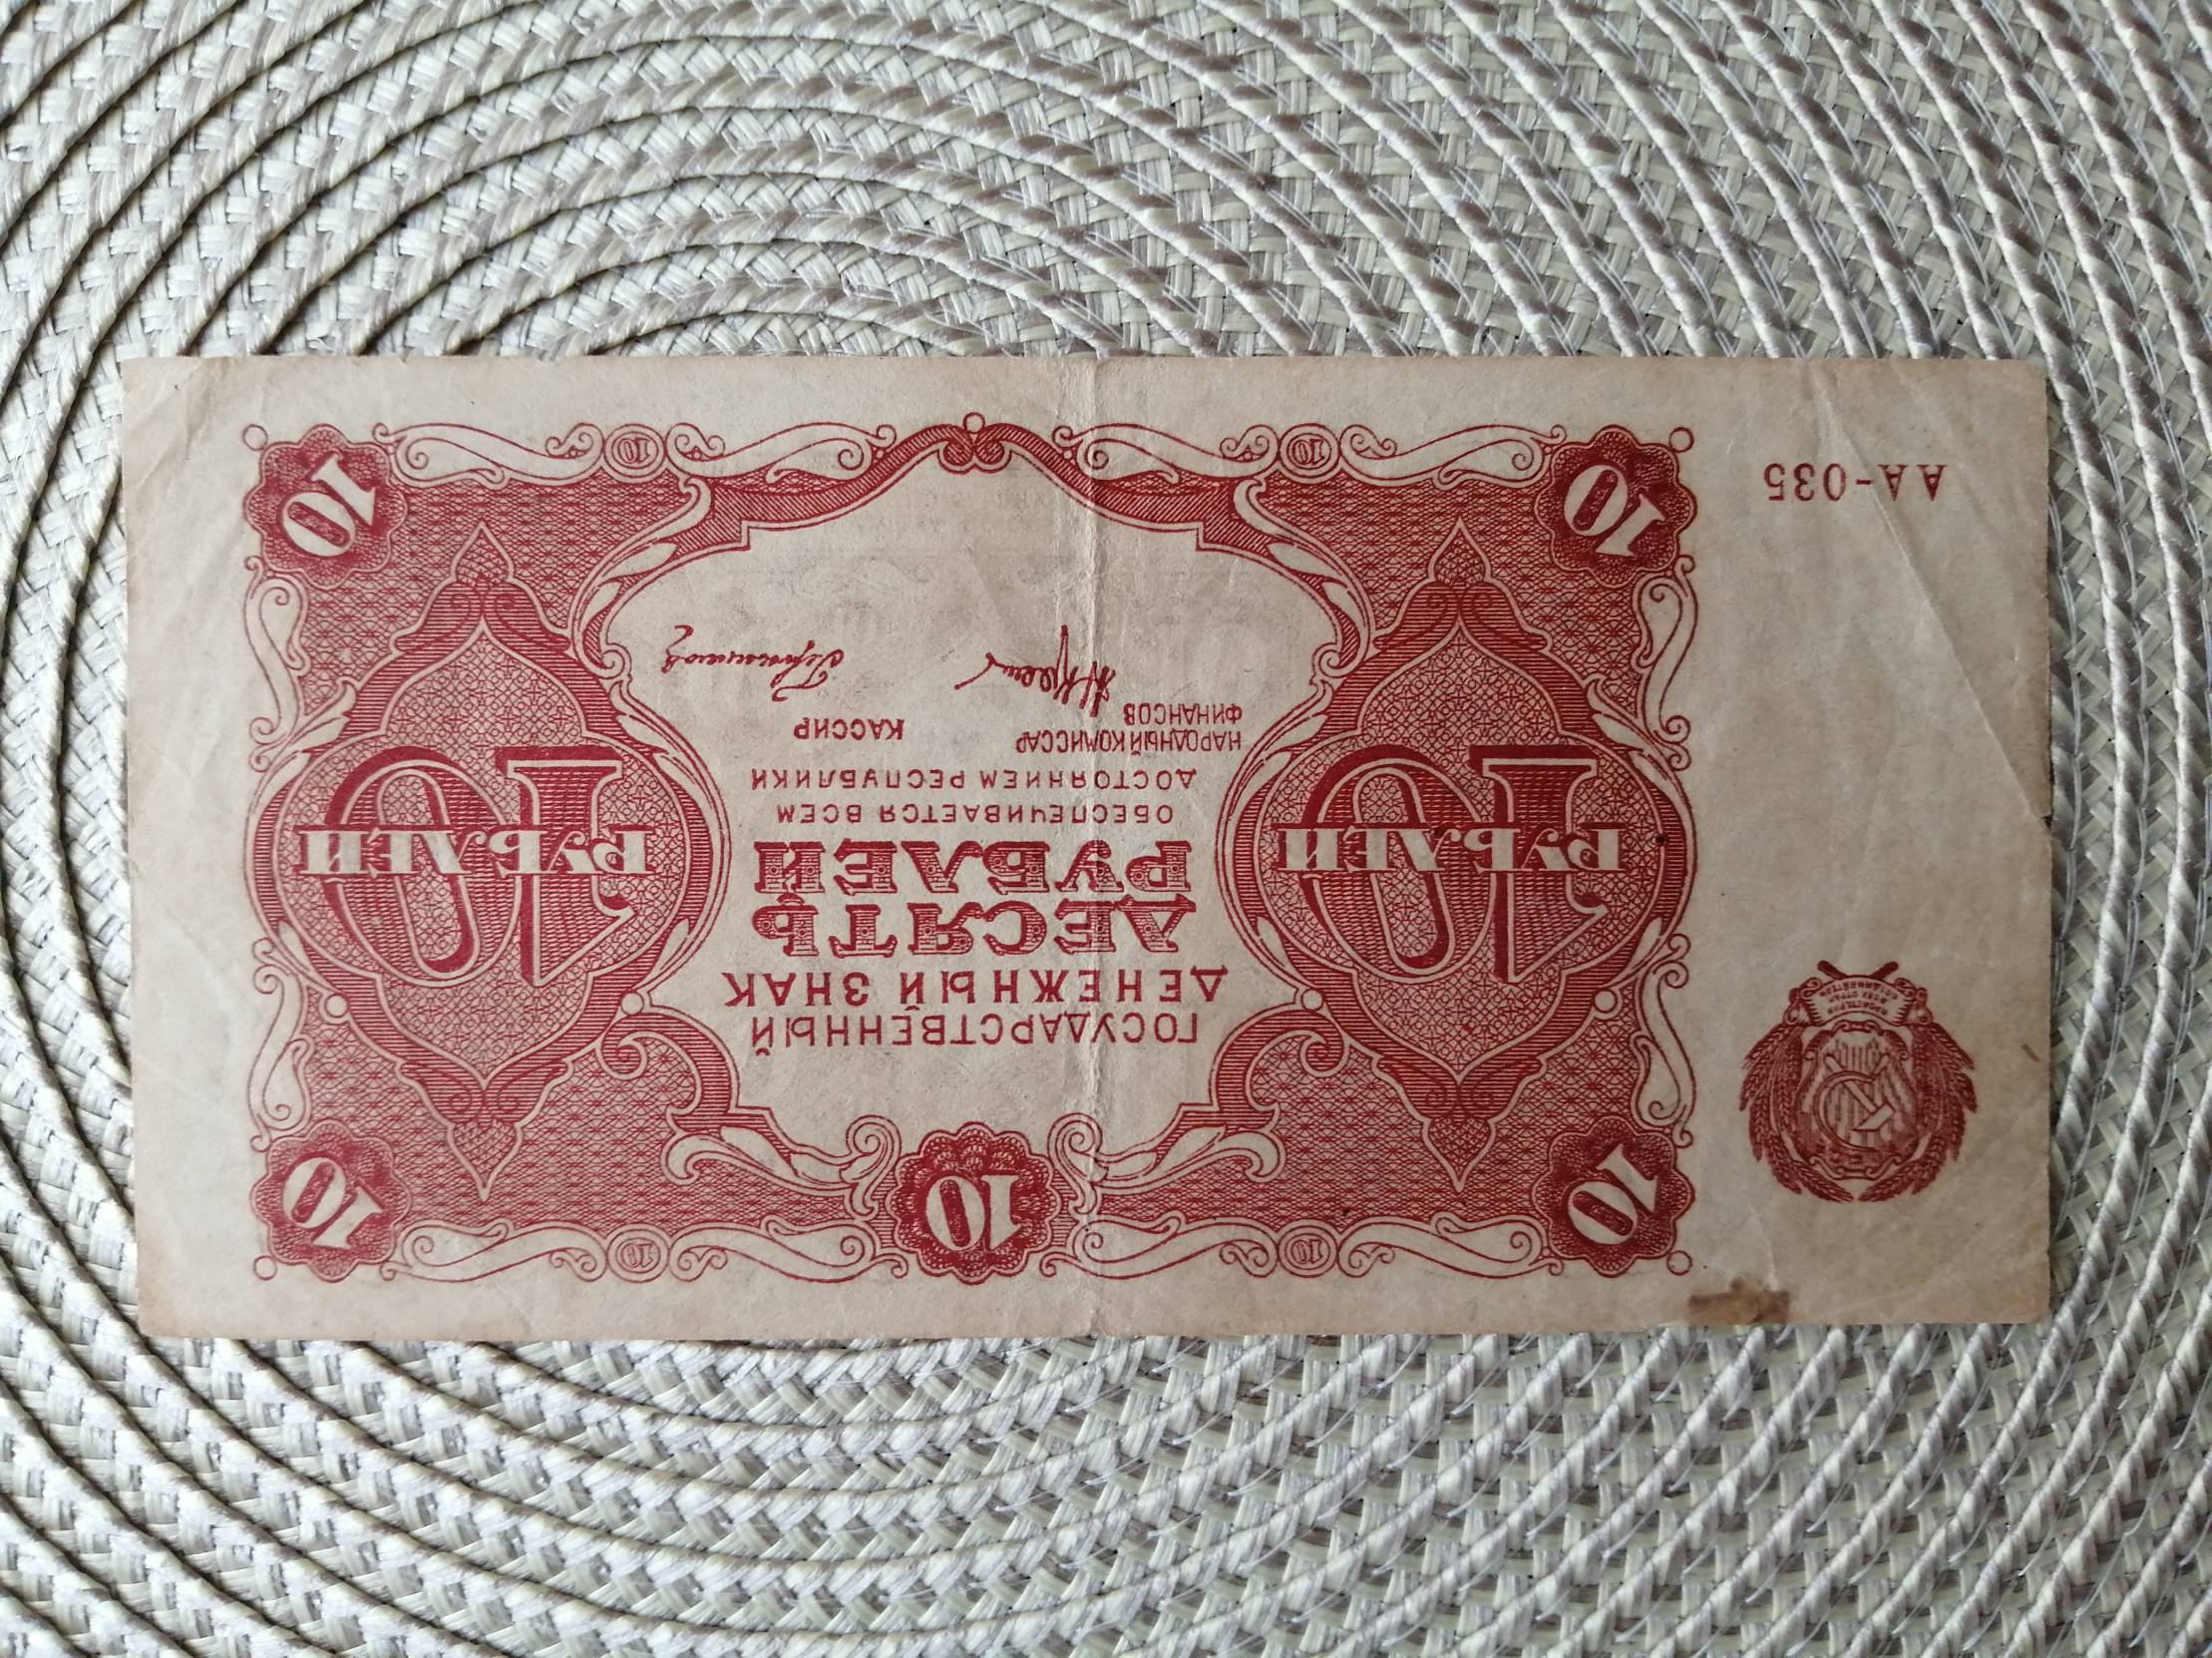 10
10
10
10
10
ГОСУДАРСТВЕННЫЙ
ДЕНЕЖНЫЙ ЗНАК
ДЕСЯТЬ
РУБЛЕЙ
10 РУБЛЕЙ
10 РУБЛЕЙ
ОБЕСПЕЧИВАЕТСЯ ВСЕМ
ДОСТОЯНИЕМ РЕСПУБЛИКИ
НАРОДНЫЙ КОМИССАР
ФИНАНСОВ
КАССИР
АА-035
10
10
10
10